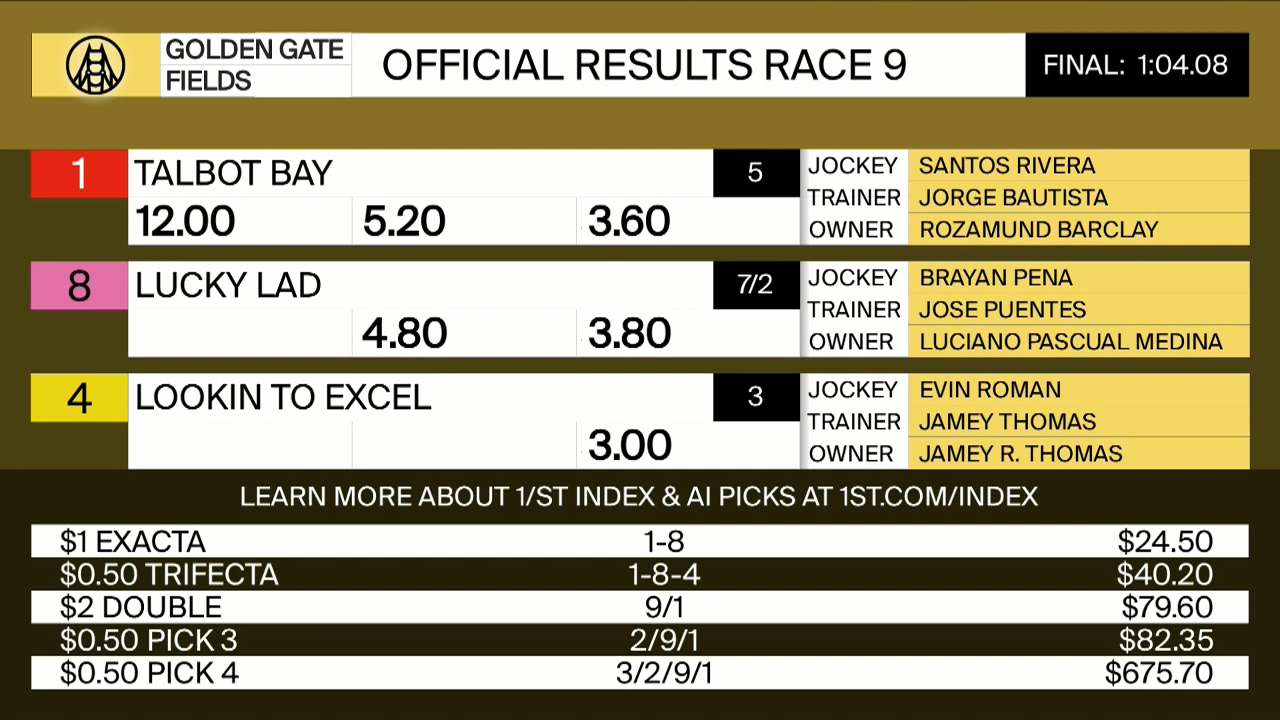 GOLDEN GATE
FIELDS
OFFICIAL RESULTS RACE 9
FINAL: 1:04.08
1 TALBOT BAY 5
12.00 5.20 3.60
JOCKEY SANTOS RIVERA
TRAINER JORGE BAUTISTA
OWNER ROZAMUND BARCLAY
8 LUCKY LAD 7/2
4.80 3.80
JOCKEY BRAYAN PENA
TRAINER JOSE PUENTES
OWNER LUCIANO PASCUAL MEDINA
4 LOOKIN TO EXCEL 3
3.00
JOCKEY EVIN ROMAN
TRAINER JAMEY THOMAS
OWNER JAMEY R. THOMAS
LEARN MORE ABOUT 1/ST INDEX & AI PICKS AT 1ST.COM/INDEX
$1 EXACTA 1-8 $24.50
$0.50 TRIFECTA 1-8-4 $40.20
$2 DOUBLE 9/1 $79.60
$0.50 PICK 3 2/9/1 $82.35
$0.50 PICK 4 3/2/9/1 $675.70